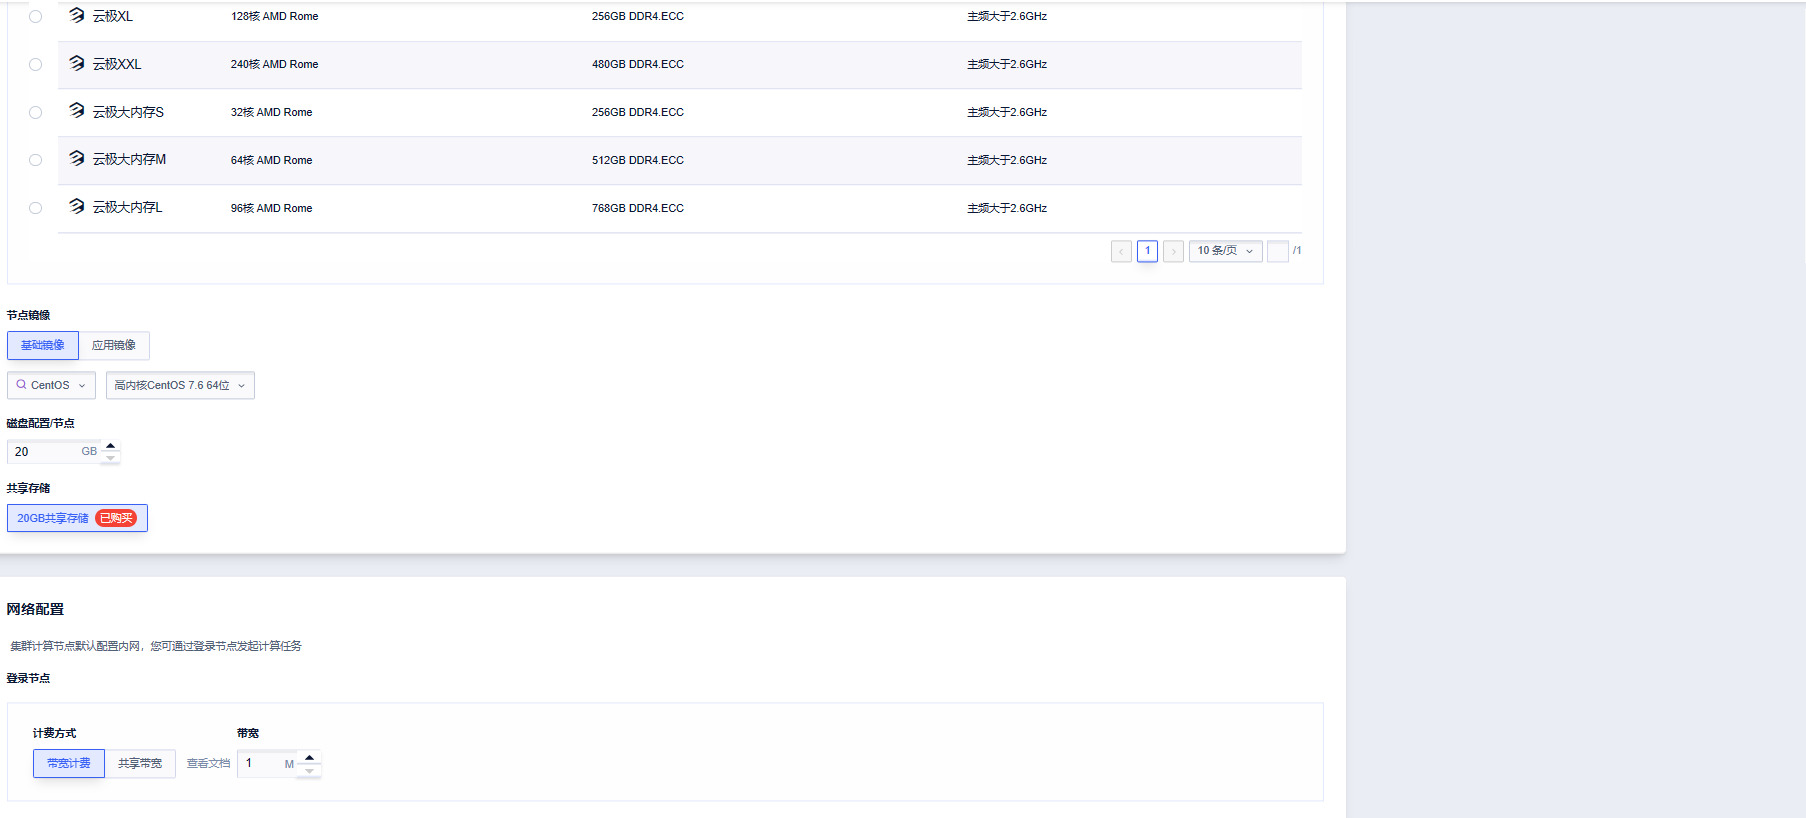 云极XL 128核 AMD Rome 256GB DDR4.ECC 主频大于2.6GHz
云极XXL 240核 AMD Rome 480GB DDR4.ECC 主频大于2.6GHz
云极大内存S 32核 AMD Rome 256GB DDR4.ECC 主频大于2.6GHz
云极大内存M 64核 AMD Rome 512GB DDR4.ECC 主频大于2.6GHz
云极大内存L 96核 AMD Rome 768GB DDR4.ECC 主频大于2.6GHz
1 10 条/页 /1
节点镜像
基础镜像 应用镜像
CentOS 高内核CentOS 7.6 64位
磁盘配置/节点
20 GB
共享存储
20GB共享存储 已购买
网络配置
集群计算节点默认配置内网，您可通过登录节点发起计算任务
登录节点
计费方式 带宽
带宽计费 共享带宽 查看文档 1 M